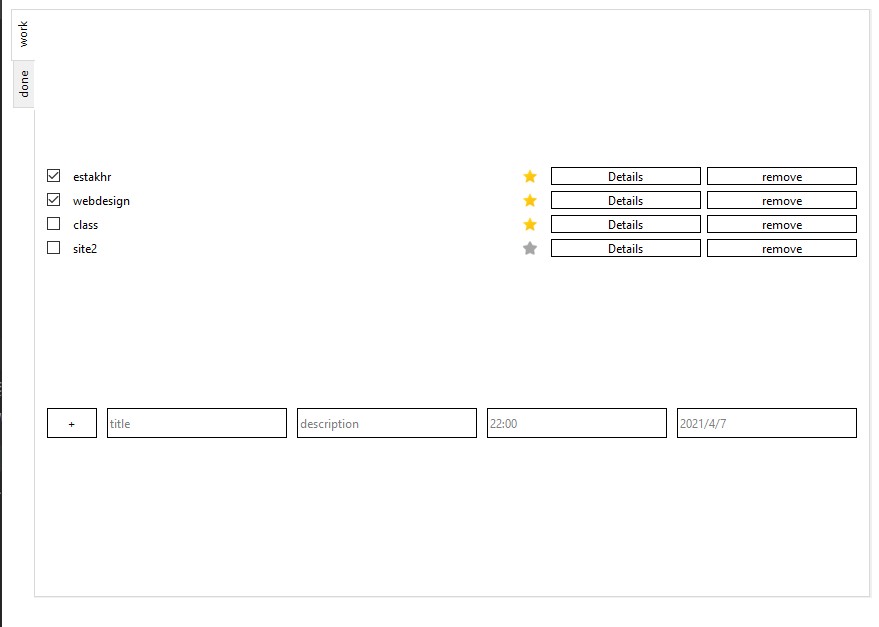 work
done
estakhr Details remove
webdesign Details remove
class Details remove
site2 Details remove
+ title description 22:00 2021/4/7